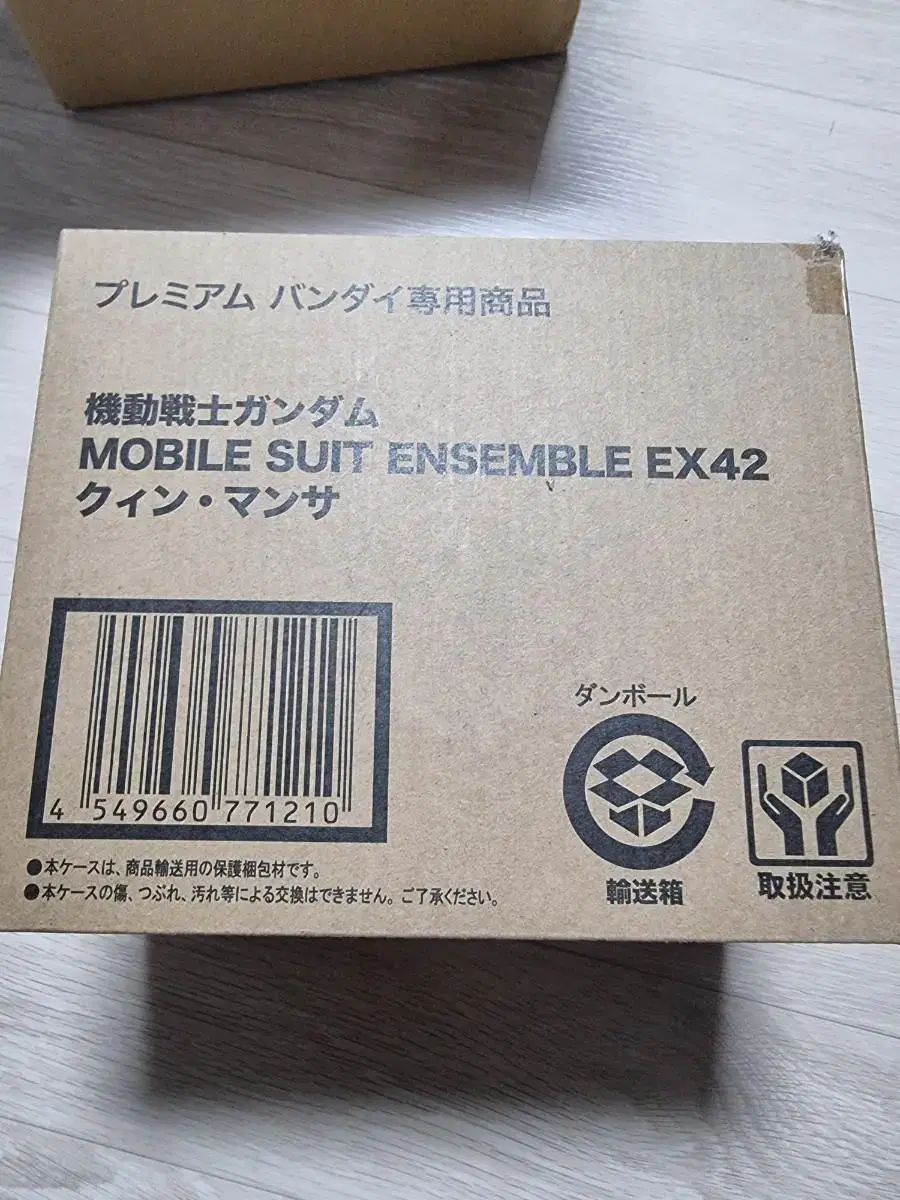 プレミアム バンダイ専用商品
機動戦士ガンダム
MOBILE SUIT ENSEMBLE EX42
クィン・マンサ
4 549660 771210
●本ケースは、商品輸送用の保護梱包材です。
●本ケースの傷、つぶれ、汚れ等による交換はできません。ご了承ください。
ダンボール
輸送箱
取扱注意